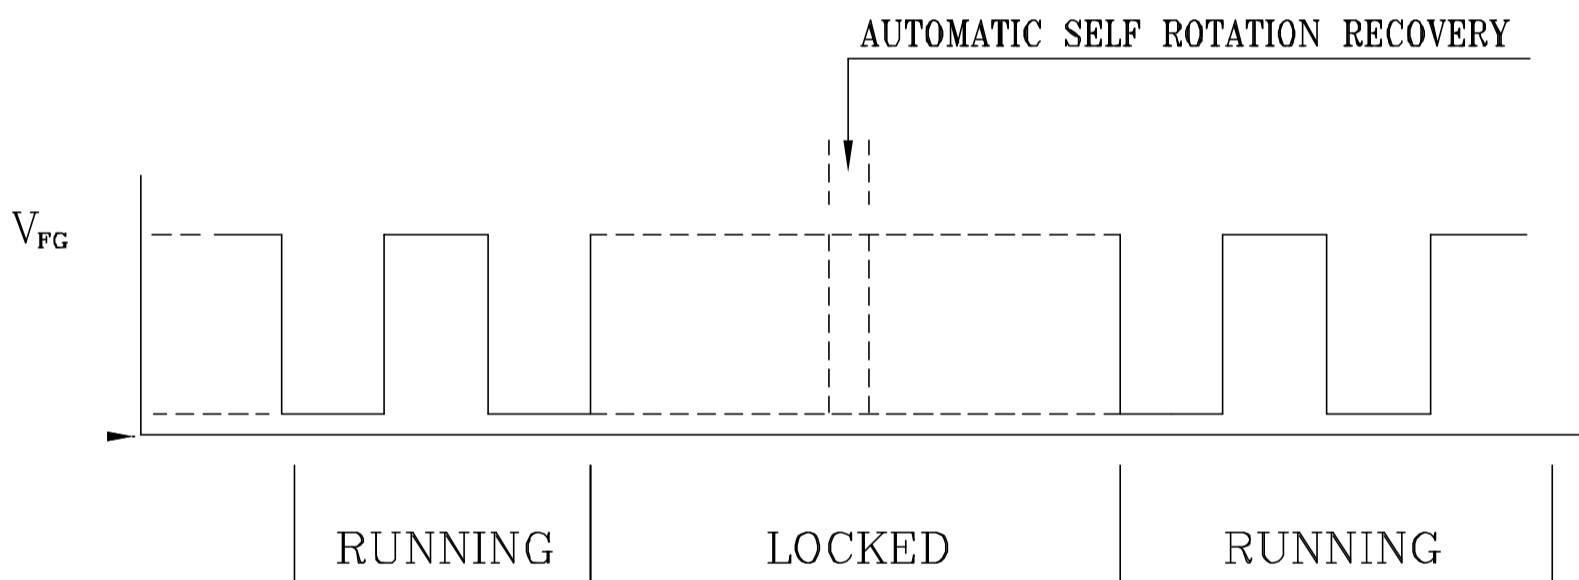 AUTOMATIC SELF ROTATION RECOVERY
VFG
RUNNING LOCKED RUNNING